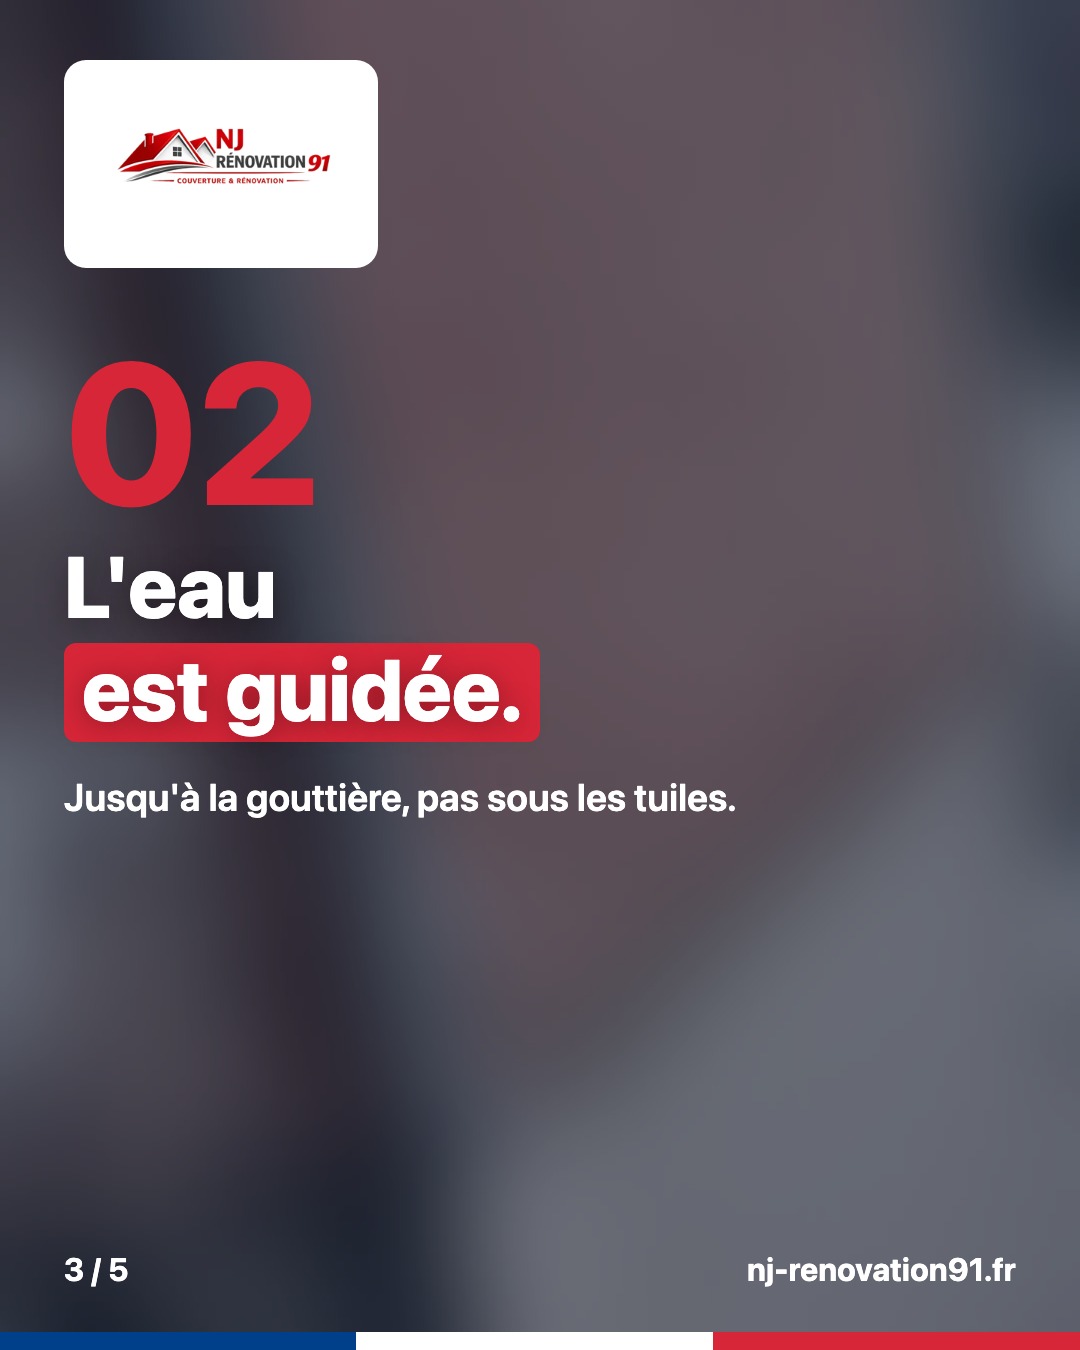 NJ
RÉNOVATION 91
COUVERTURE & RÉNOVATION
02
L'eau
est guidée.
Jusqu'à la gouttière, pas sous les tuiles.
3 / 5
nj-renovation91.fr